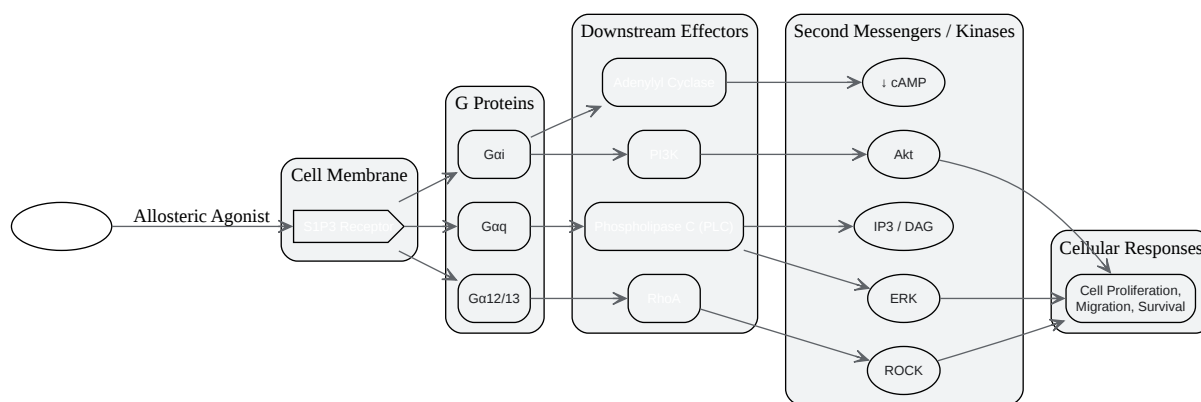 Allosteric Agonist
Cell Membrane
S1P3 Receptor
G Proteins
Gαi
Gαq
Gα12/13
Downstream Effectors
Adenylyl Cyclase
PI3K
Phospholipase C (PLC)
RhoA
Second Messengers / Kinases
↓ cAMP
Akt
IP3 / DAG
ERK
ROCK
Cellular Responses
Cell Proliferation,
Migration, Survival